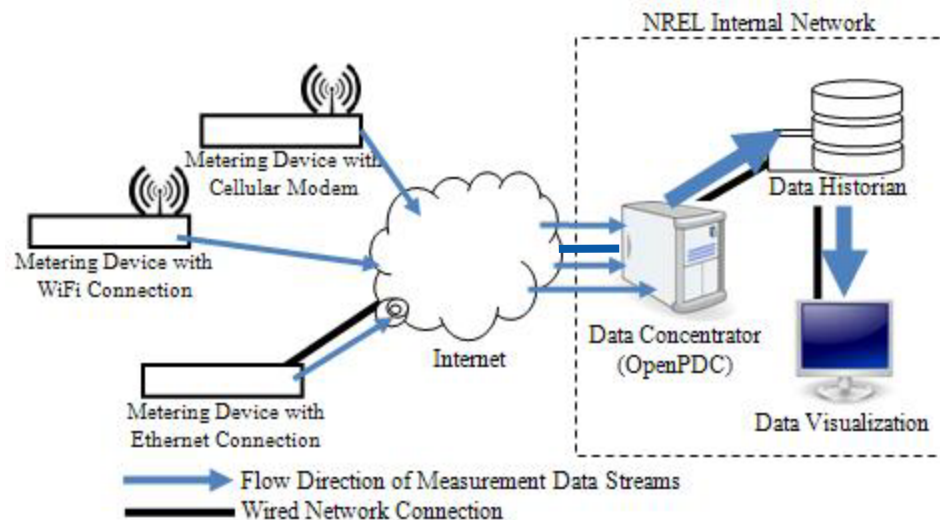 NREL Internal Network
Metering Device with
Cellular Modem
Data Historian
Metering Device with
WiFi Connection
Internet
Data Concentrator
(OpenPDC)
Metering Device with
Ethernet Connection
Data Visualization
Flow Direction of Measurement Data Streams
Wired Network Connection